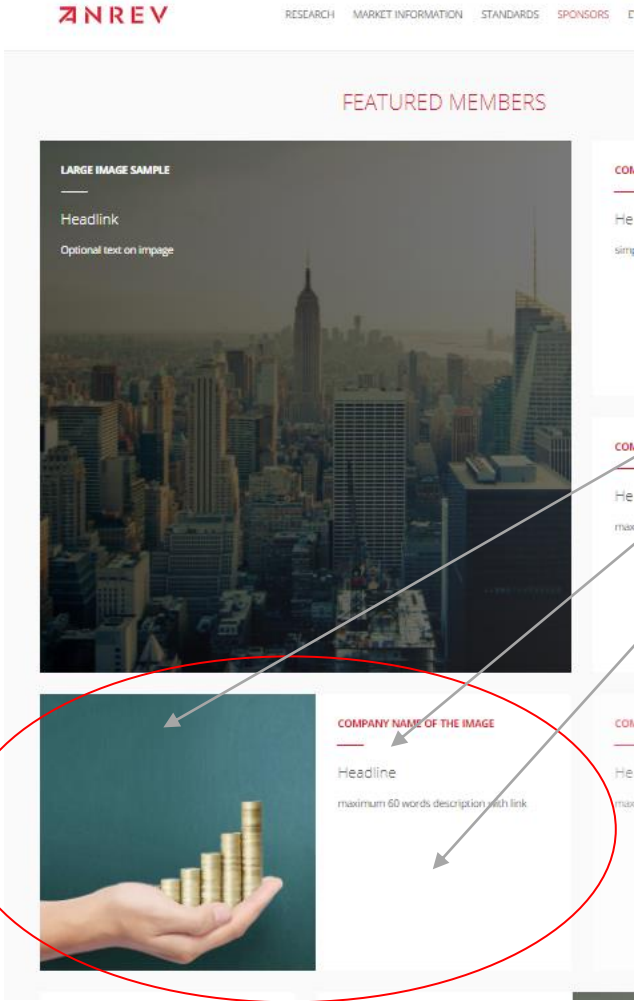 ANREV
RESEARCH MARKET INFORMATION STANDARDS SPONSORS
FEATURED MEMBERS
LARGE IMAGE SAMPLE
Headlink
Optional text on impage
COMPANY NAME OF THE IMAGE
Headline
maximum 60 words description with link